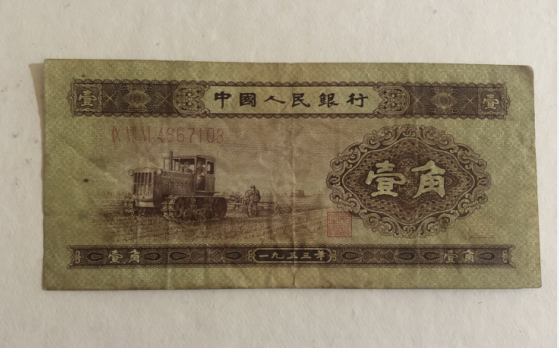 壹 中國人民銀行 壹
4967103
壹角
壹角 一九五三年 壹角